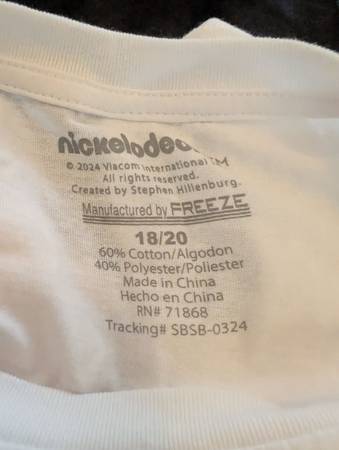 nickelodeon
© 2024 Viacom International TM
All rights reserved.
Created by Stephen Hillenburg.
Manufactured by FREEZE
18/20
60% Cotton/Algodon
40% Polyester/Poliester
Made in China
Hecho en China
RN# 71868
Tracking# SBSB-0324